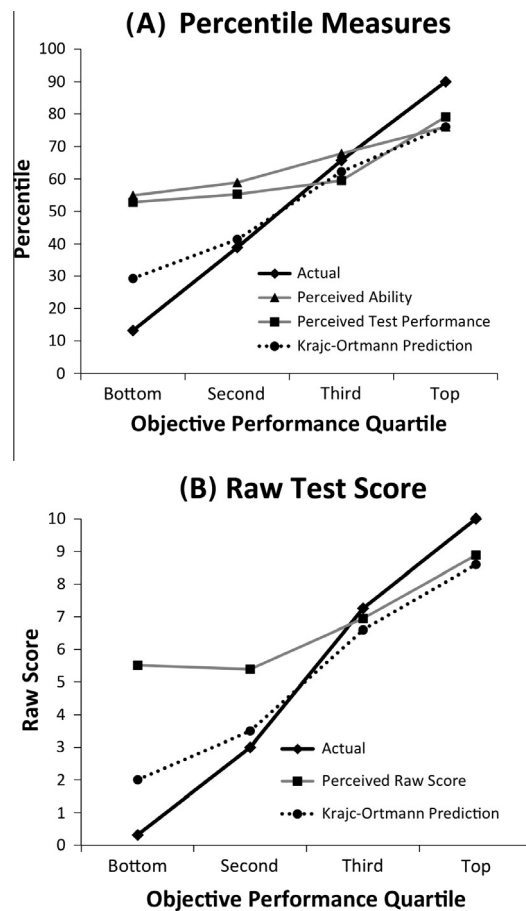 (A) Percentile Measures
100
90
80
70
60
50
40
30
20
10
0
Percentile
Actual
Perceived Ability
Perceived Test Performance
Krajc-Ortmann Prediction
Bottom Second Third Top
Objective Performance Quartile
(B) Raw Test Score
10
9
8
7
6
5
4
3
2
1
0
Raw Score
Actual
Perceived Raw Score
Krajc-Ortmann Prediction
Bottom Second Third Top
Objective Performance Quartile